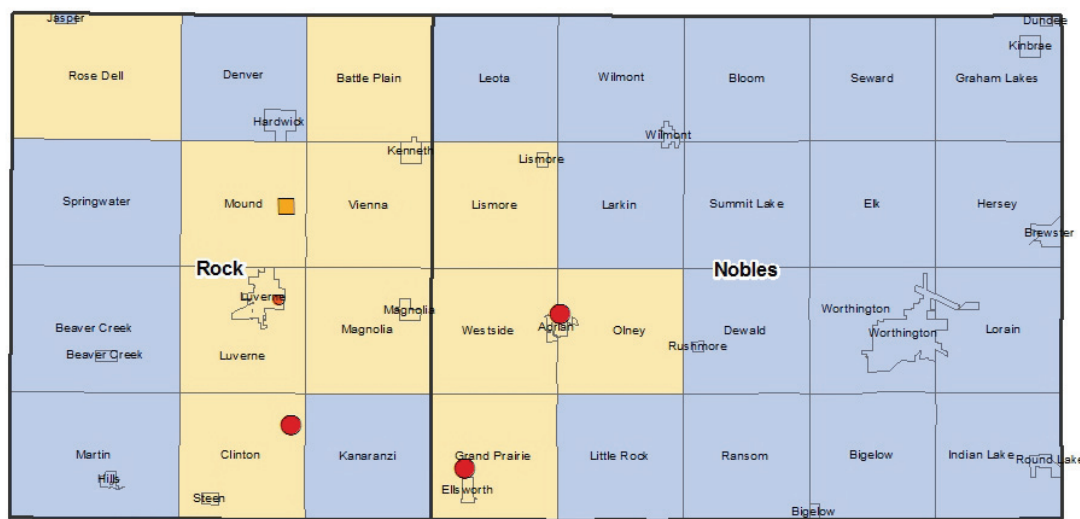 Jasper
Dundee
Kinbrae
Rose Dell
Denver
Battle Plain
Leota
Wilmont
Bloom
Seward
Graham Lakes
Hardwick
Wilmont
Kenneth
Lismore
Springwater
Mound
Vienna
Lismore
Larkin
Summit Lake
Elk
Hersey
Brewster
Rock
Nobles
Luverne
Magnolia
Worthington
Beaver Creek
Magnolia
Westside
Adrian
Olney
Dewald
Worthington
Lorain
Rushmore
Beaver Creek
Luverne
Martin
Clinton
Kanaranzi
Grand Prairie
Little Rock
Ransom
Bigelow
Indian Lake
Round Lake
Hills
Ellsworth
Steen
Bigelow